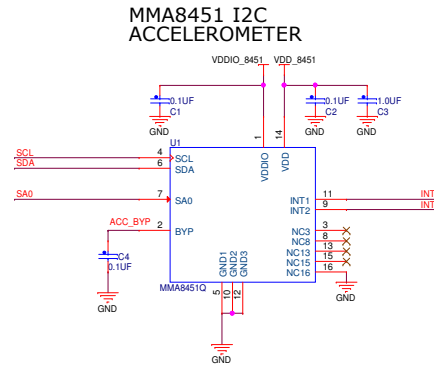 MMA8451 I2C
ACCELEROMETER
VDDIO_8451 VDD_8451
0.1UF
C1
GND
0.1UF
C2
GND
1.0UF
C3
GND
U1
1
VDDIO
14
VDD
SCL 4 SCL
SDA 6 SDA
SA0 7 SA0
ACC_BYP 2 BYP
INT1 11 INT
INT2 9 INT
NC3 3
NC8 8
NC13 13
NC15 15
NC16 16
GND
C4
0.1UF
GND
GND1
GND2
GND3
MMA8451Q
5
10
12
GND